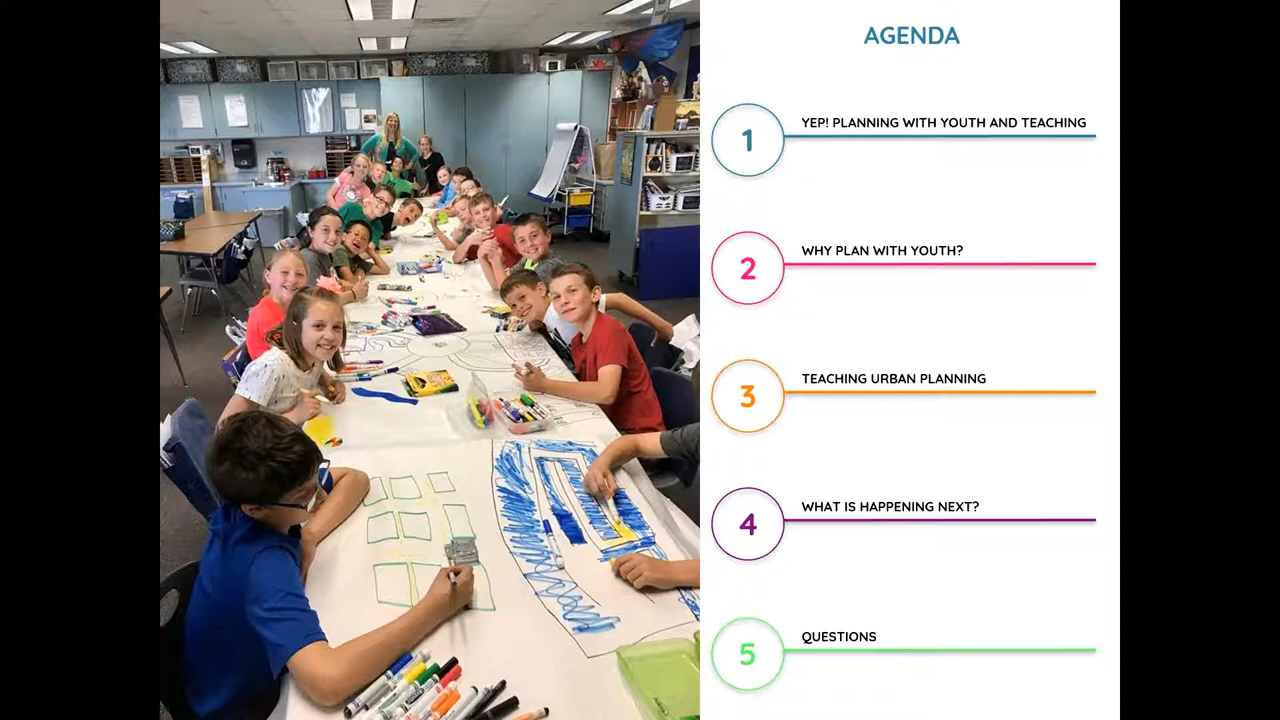 AGENDA
1
YEP! PLANNING WITH YOUTH AND TEACHING
2
WHY PLAN WITH YOUTH?
3
TEACHING URBAN PLANNING
4
WHAT IS HAPPENING NEXT?
5
QUESTIONS